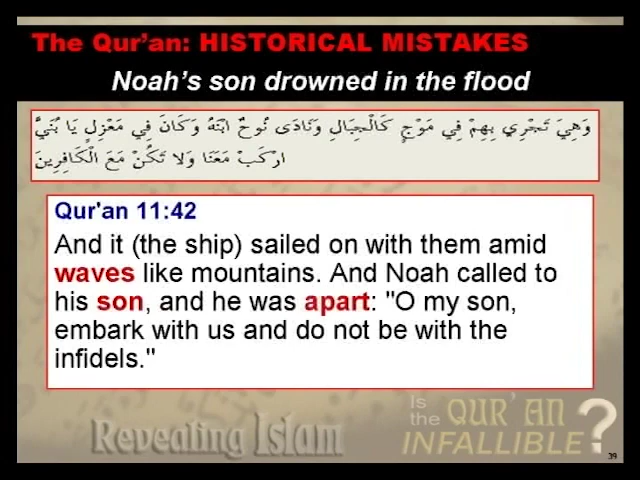 The Qur'an: HISTORICAL MISTAKES
Noah's son drowned in the flood
وَهِيَ تَجْرِي بِهِمْ فِي مَوْجٍ كَالْجِبَالِ وَنَادَى نُوحٌ ابْنَهُ وَكَانَ فِي مَعْزِلٍ يَا بُنَيَّ
ارْكَبْ مَعَنَا وَلَا تَكُنْ مَعَ الْكَافِرِينَ
Qur'an 11:42
And it (the ship) sailed on with them amid
waves like mountains. And Noah called to
his son, and he was apart: "O my son,
embark with us and do not be with the
infidels."
Revealing Islam
Is
the QUR'AN
INFALLIBLE?
39